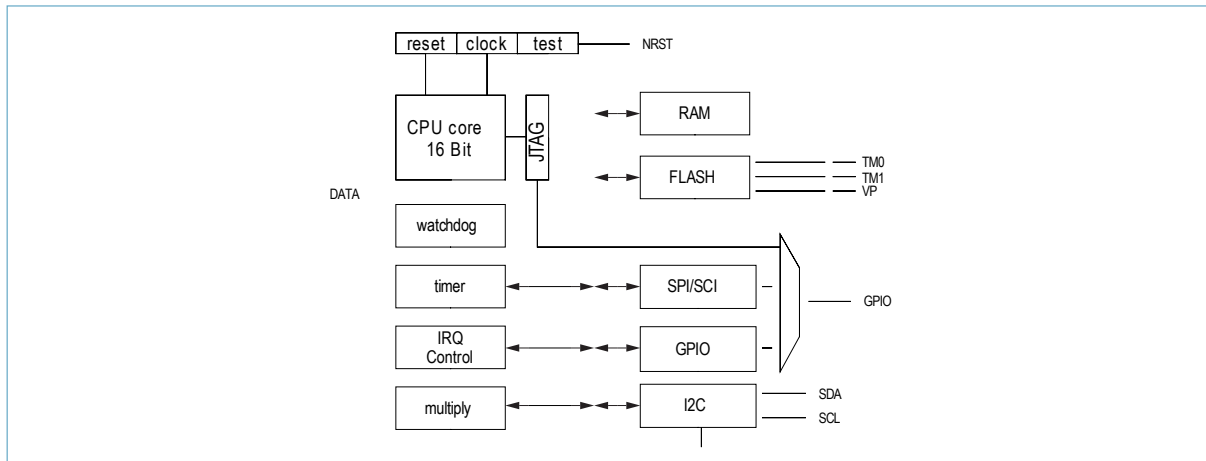 reset clock test NRST
CPU core
16 Bit
JTAG
RAM
FLASH
TM0
TM1
VP
DATA
watchdog
timer
SPI/SCI
GPIO
IRQ
Control
GPIO
multiply
I2C
SDA
SCL